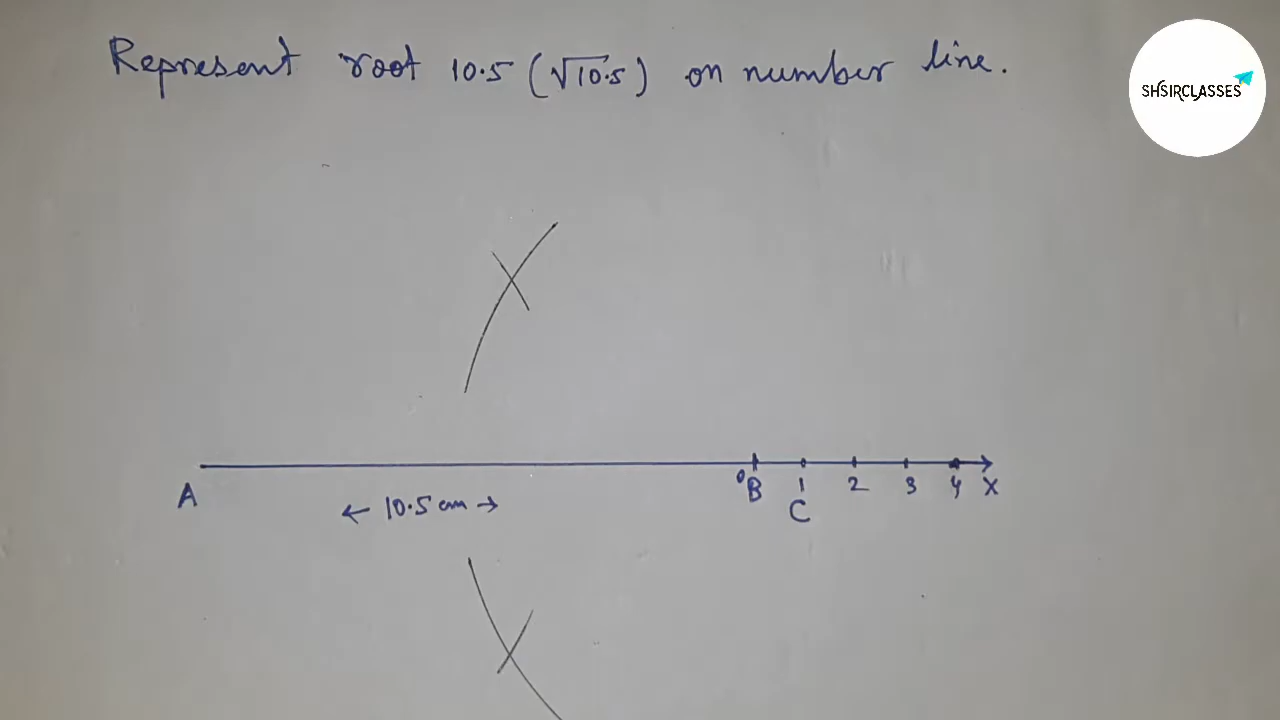 Represent root 10.5 (√10.5) on number line.
SHSIRCLASSES
A
0 B 1 2 3 4 X
← 10.5 cm →
C